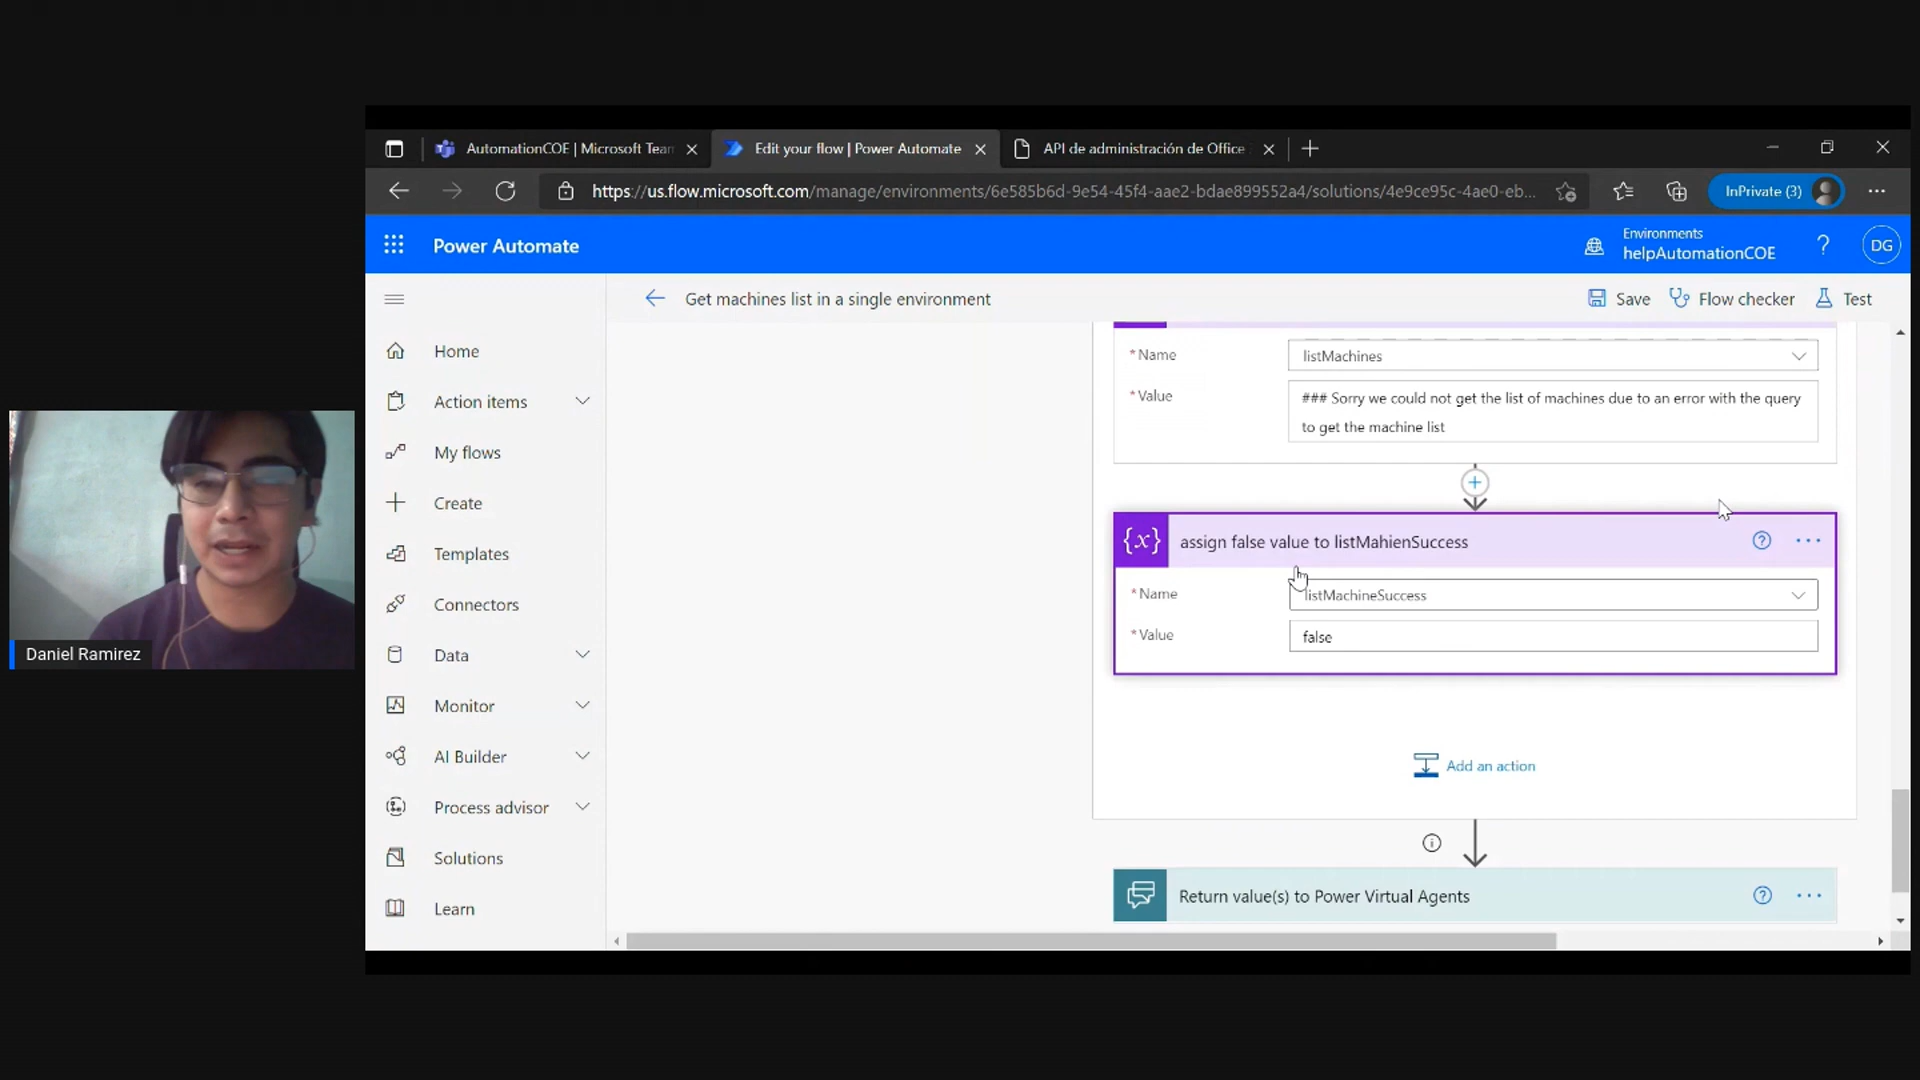 AutomationCOE | Microsoft Team
Edit your flow | Power Automate
API de administración de Office
https://us.flow.microsoft.com/manage/environments/6e585b6d-9e54-45f4-aae2-bdae899552a4/solutions/4e9ce95c-4ae0-eb...
InPrivate (3)
Power Automate
Environments
helpAutomationCOE
?
DG
Get machines list in a single environment
Save
Flow checker
Test
Home
Action items
My flows
Create
Templates
Connectors
Data
Monitor
AI Builder
Process advisor
Solutions
Learn
*Name
listMachines
*Value
### Sorry we could not get the list of machines due to an error with the query
to get the machine list
{x}
assign false value to listMahienSuccess
*Name
listMachineSuccess
*Value
false
Add an action
Return value(s) to Power Virtual Agents
Daniel Ramirez